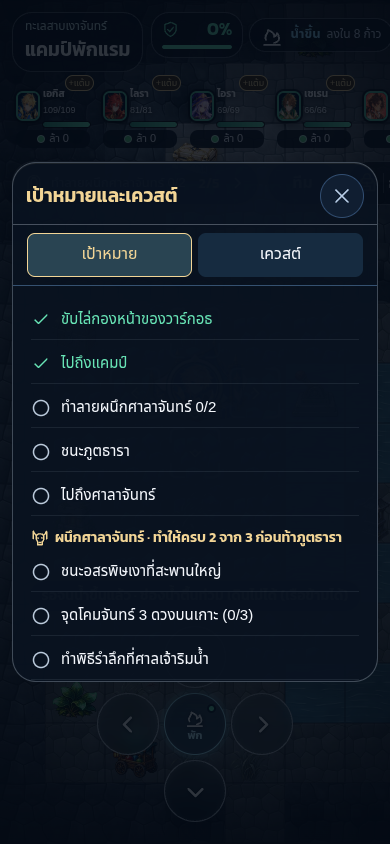 ทะเลสายเงาจันทร์
แคมป์พักแรม
0%
น้ำขึ้น ลงใน 8 ก้าว
+แต้ม
+แต้ม
+แต้ม
เอทิส
ไลรา
ไอรา
เซเรน
109/109
81/81
69/69
66/66
ล้า 0
ล้า 0
ล้า 0
ล้า 0
เป้าหมายและเควสต์
เป้าหมาย
เควสต์
ขับไล่กองหน้าของวาร์กอธ
ไปถึงแคมป์
ทำลายผนึกศาลาจันทร์ 0/2
ชนะภูตธารา
ไปถึงศาลาจันทร์
ผนึกศาลาจันทร์ · ทำให้ครบ 2 จาก 3 ก่อนท้าภูตธารา
ชนะอสรพิษเงาที่สะพานใหญ่
จุดโคมจันทร์ 3 ดวงบนเกาะ (0/3)
ทำพิธีรำลึกที่ศาลเจ้าริมน้ำ
พัก